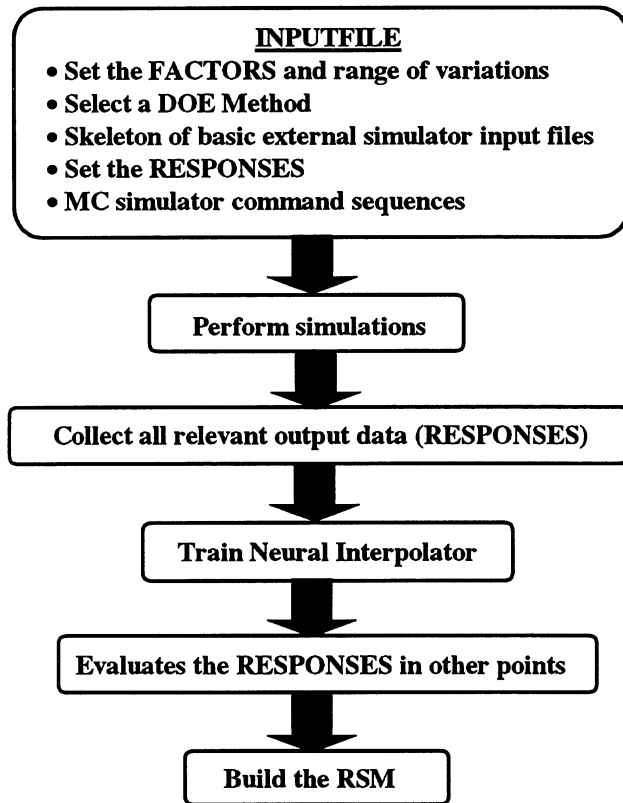 INPUTFILE
• Set the FACTORS and range of variations
• Select a DOE Method
• Skeleton of basic external simulator input files
• Set the RESPONSES
• MC simulator command sequences
Perform simulations
Collect all relevant output data (RESPONSES)
Train Neural Interpolator
Evaluates the RESPONSES in other points
Build the RSM